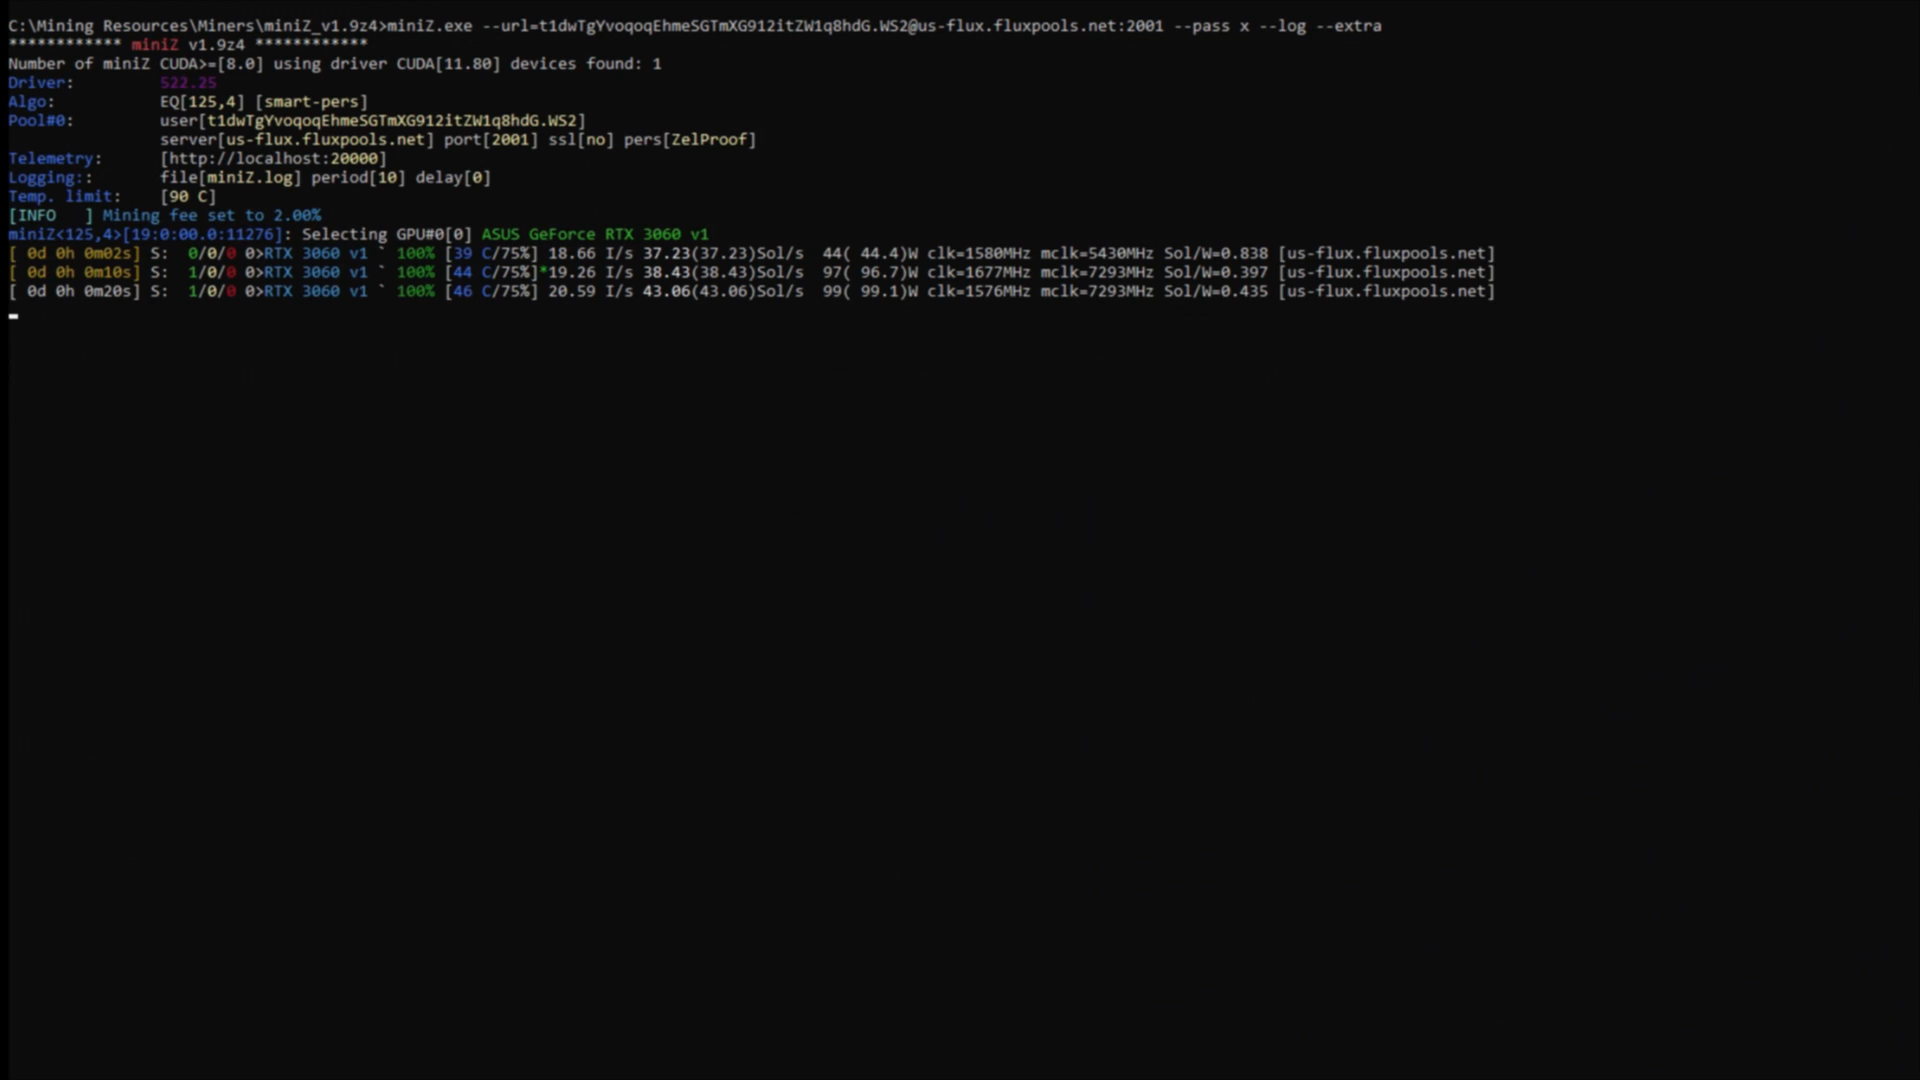 C:\Mining Resources\Miners\miniZ_v1.9z4>miniZ.exe --url=t1dwTgYvoqoqEhmeSGTmXG912itZW1q8hdG.WS2@us-flux.fluxpools.net:2001 --pass x --log --extra
************ miniZ v1.9z4 ************
Number of miniZ CUDA>=[8.0] using driver CUDA[11.80] devices found: 1
Driver: 522.25
Algo: EQ[125,4] [smart-pers]
Pool#0: user[t1dwTgYvoqoqEhmeSGTmXG912itZW1q8hdG.WS2]
server[us-flux.fluxpools.net] port[2001] ssl[no] pers[ZelProof]
Telemetry: [http://localhost:20000]
Logging:: file[miniZ.log] period[10] delay[0]
Temp. limit: [90 C]
[INFO   ] Mining fee set to 2.00%
miniZ<125,4>[19:0:00.0:11276]: Selecting GPU#0[0] ASUS GeForce RTX 3060 v1
[ 0d 0h 0m02s] S:  0/0/0 0>RTX 3060 v1 ` 100% [39 C/75%] 18.66 I/s 37.23(37.23)Sol/s  44( 44.4)W clk=1580MHz mclk=5430MHz Sol/W=0.838 [us-flux.fluxpools.net]
[ 0d 0h 0m10s] S:  1/0/0 0>RTX 3060 v1 ` 100% [44 C/75%]*19.26 I/s 38.43(38.43)Sol/s  97( 96.7)W clk=1677MHz mclk=7293MHz Sol/W=0.397 [us-flux.fluxpools.net]
[ 0d 0h 0m20s] S:  1/0/0 0>RTX 3060 v1 ` 100% [46 C/75%] 20.59 I/s 43.06(43.06)Sol/s  99( 99.1)W clk=1576MHz mclk=7293MHz Sol/W=0.435 [us-flux.fluxpools.net]